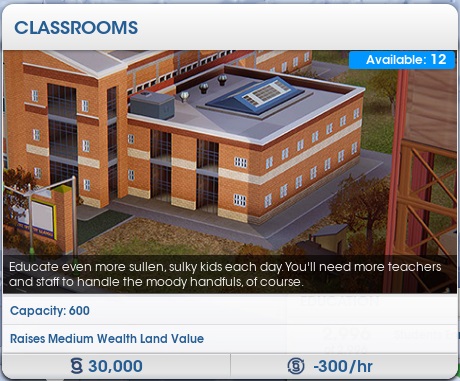 CLASSROOMS
Available: 12
Educate even more sullen, sulky kids each day. You'll need more teachers
and staff to handle the moody handfuls, of course.
Capacity: 600
Raises Medium Wealth Land Value
30,000
-300/hr